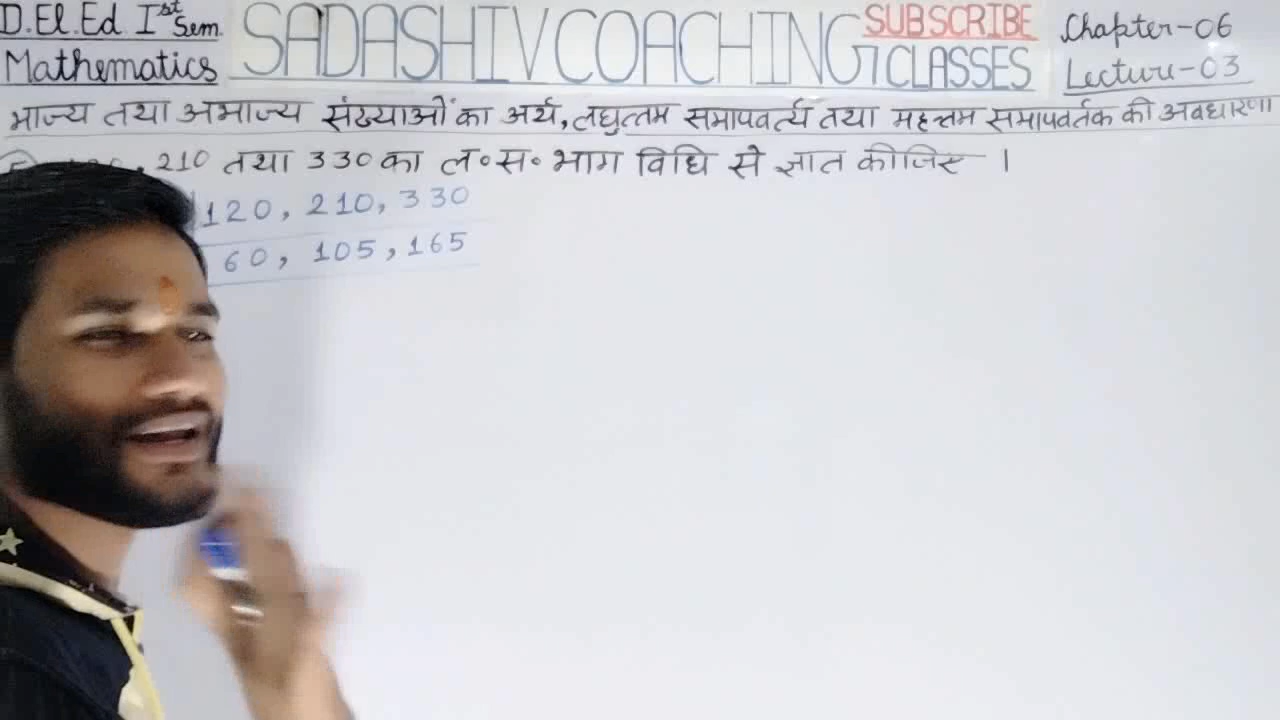 D.El.Ed Ist Sem.
Mathematics
SADASHIV COACHING CLASSES
SUBSCRIBE
Chapter-06
Lecture-03
भाज्य तथा अभाज्य संख्याओं का अर्थ, लघुत्तम समापवर्त्य तथा महत्तम समापवर्तक की अवधारणा
, 210 तथा 330 का ल॰स॰ भाग विधि से ज्ञात कीजिए ।
120, 210, 330
60, 105, 165